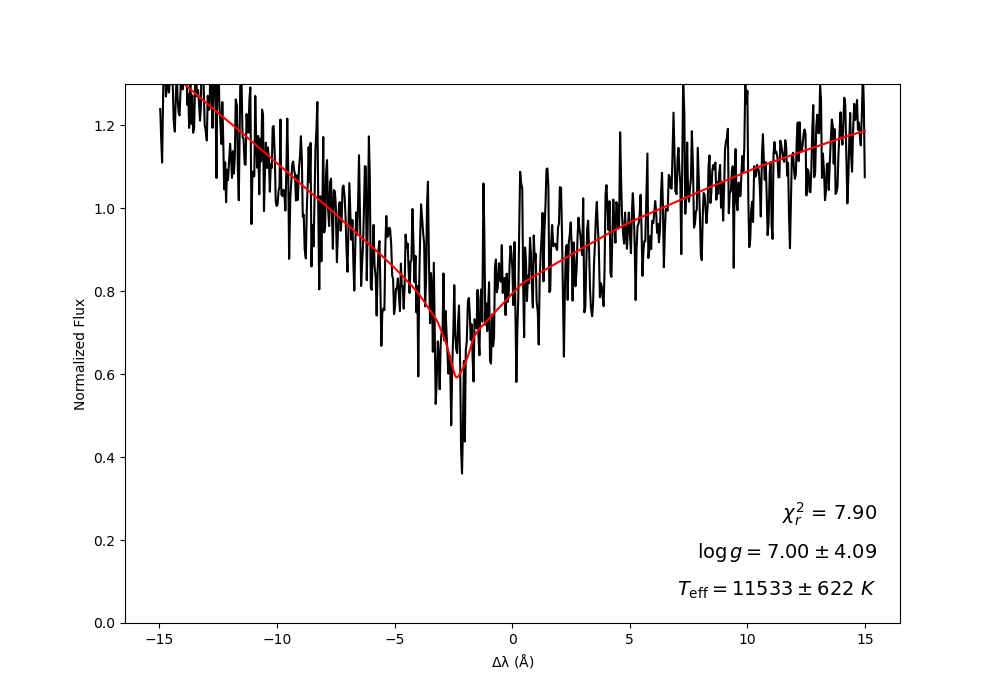 1.2
1.0
0.8
0.6
0.4
0.2
0.0
Normalized Flux
χ²ᵣ = 7.90
log g = 7.00 ± 4.09
T_eff = 11533 ± 622 K
−15 −10 −5 0 5 10 15
Δλ (Å)